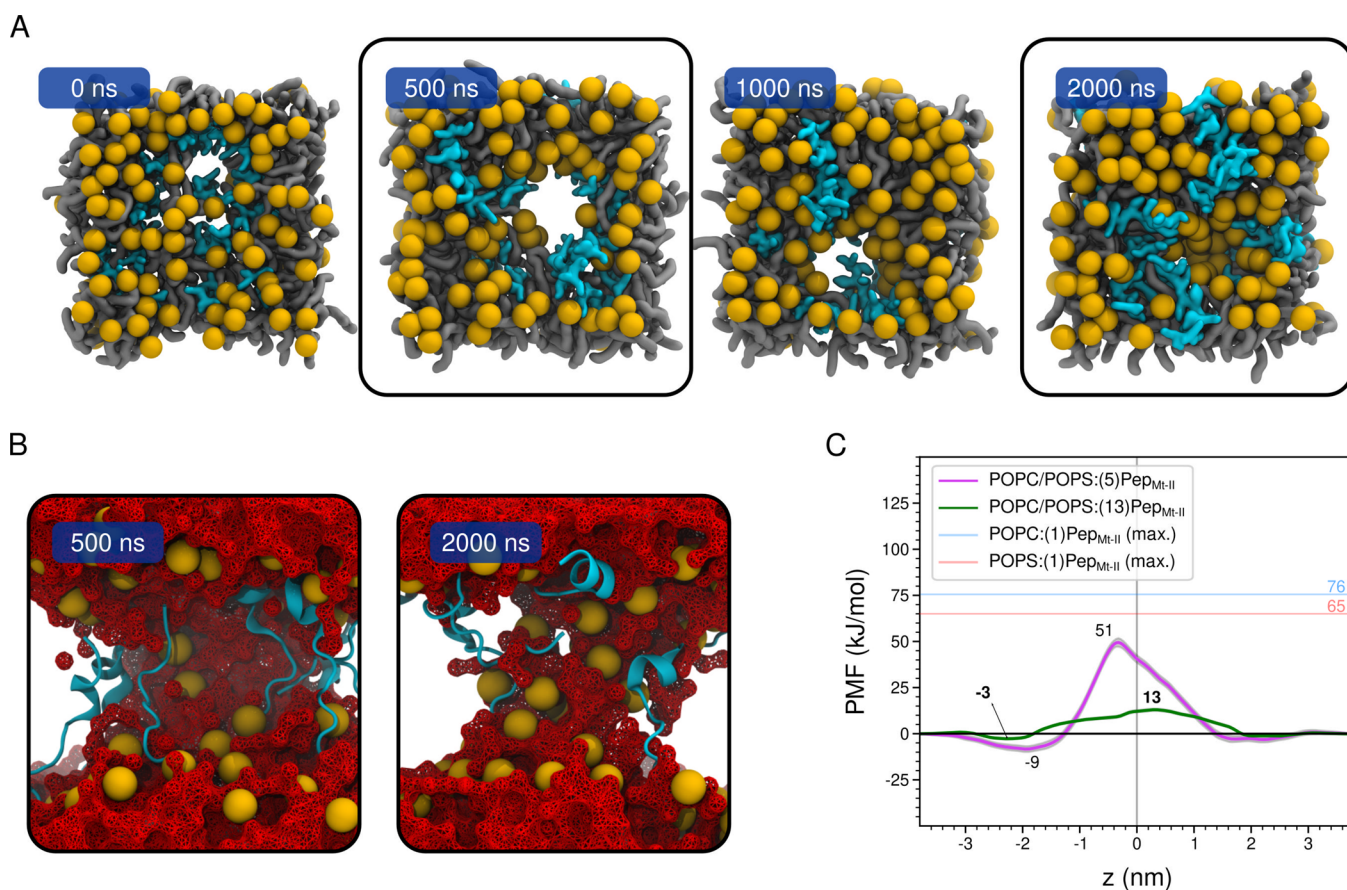 A
0 ns
500 ns
1000 ns
2000 ns
B
500 ns
2000 ns
C
POPC/POPS:(5)PepMt-II
POPC/POPS:(13)PepMt-II
POPC:(1)PepMt-II (max.)
POPS:(1)PepMt-II (max.)
PMF (kJ/mol)
125
100
75
50
25
0
-25
76
65
51
-3
13
-9
-3 -2 -1 0 1 2 3
z (nm)